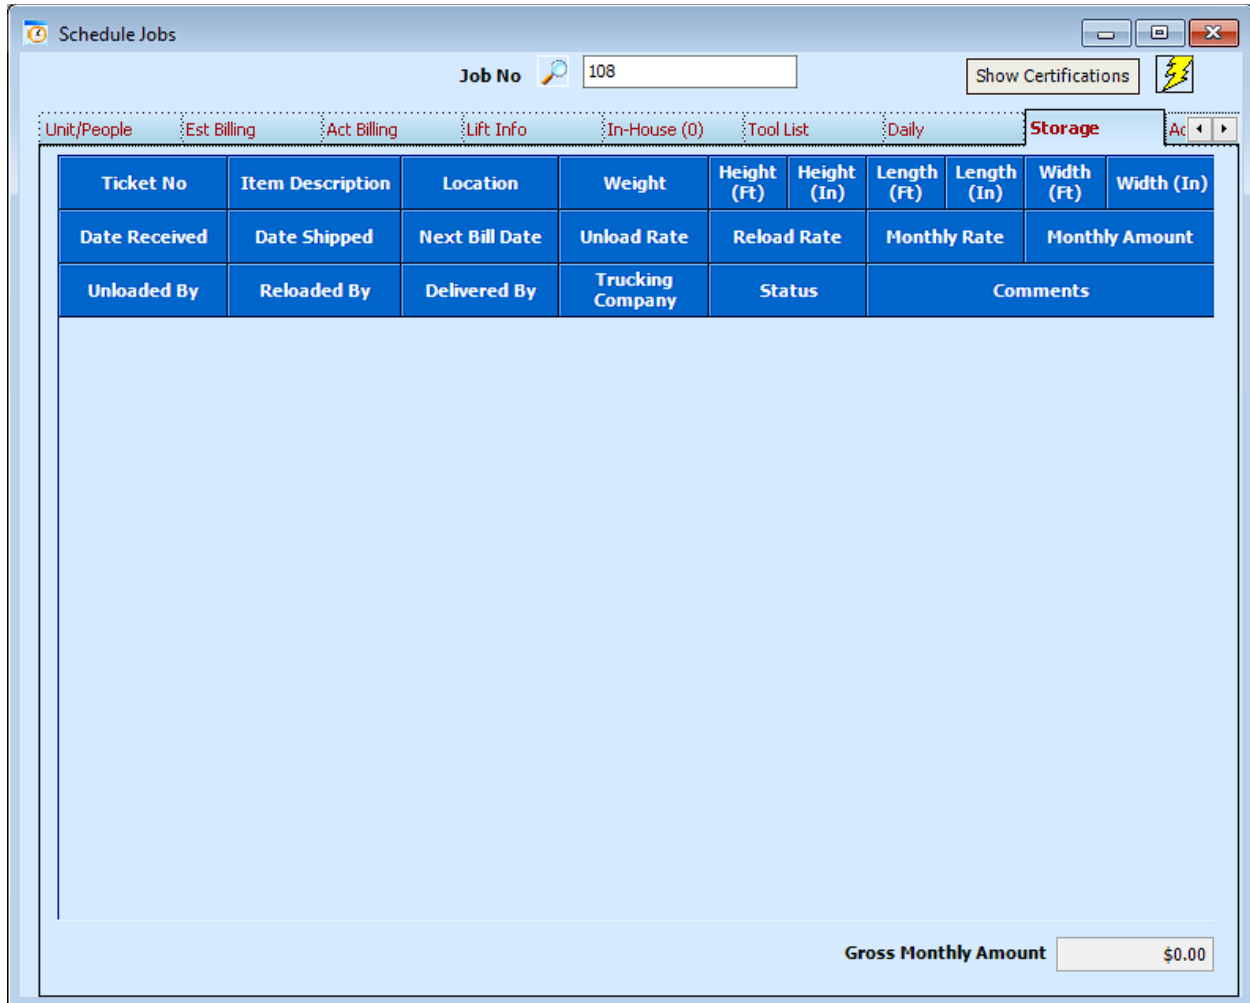 Schedule Jobs
Job No 108 Show Certifications
Unit/People Est Billing Act Billing Lift Info In-House (0) Tool List Daily Storage Ac
Ticket No Item Description Location Weight Height (Ft) Height (In) Length (Ft) Length (In) Width (Ft) Width (In)
Date Received Date Shipped Next Bill Date Unload Rate Reload Rate Monthly Rate Monthly Amount
Unloaded By Reloaded By Delivered By Trucking Company Status Comments
Gross Monthly Amount $0.00